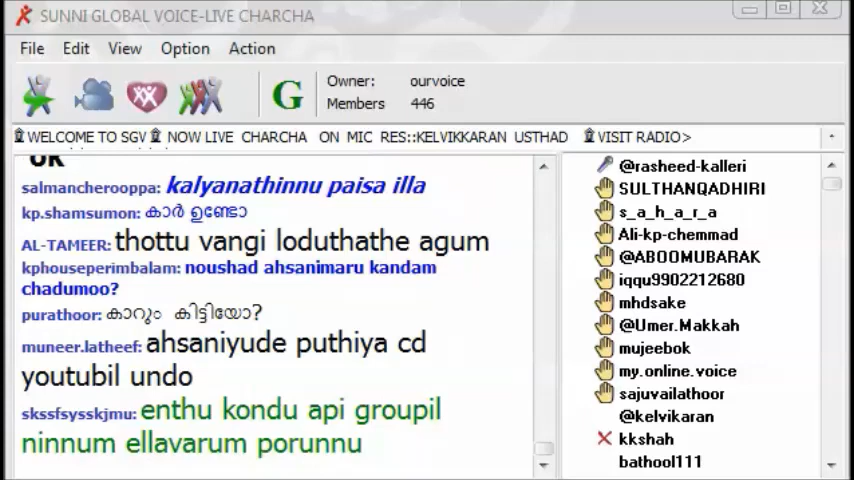 SUNNI GLOBAL VOICE-LIVE CHARCHA
File Edit View Option Action
G
Owner: ourvoice
Members 446
WELCOME TO SGV NOW LIVE CHARCHA ON MIC RES::KELVIKKARAN USTHAD VISIT RADIO>
ok
salmancherooppa: kalyanathinnu paisa illa
kp.shamsumon: കാർ ഉണ്ടോ
AL-TAMEER: thottu vangi loduthathe agum
kphouseperimbalam: noushad ahsanimaru kandam
chadumoo?
purathoor: കാറും കിട്ടിയോ?
muneer.latheef: ahsaniyude puthiya cd
youtubil undo
skssfsysskjmu: enthu kondu api groupil
ninnum ellavarum porunnu
@rasheed-kalleri
SULTHANQADHIRI
s_a_h_a_r_a
Ali-kp-chemmad
@ABOOMUBARAK
iqqu9902212680
mhdsake
@Umer.Makkah
mujeebok
my.online.voice
sajuvailathoor
@kelvikaran
kkshah
bathool111